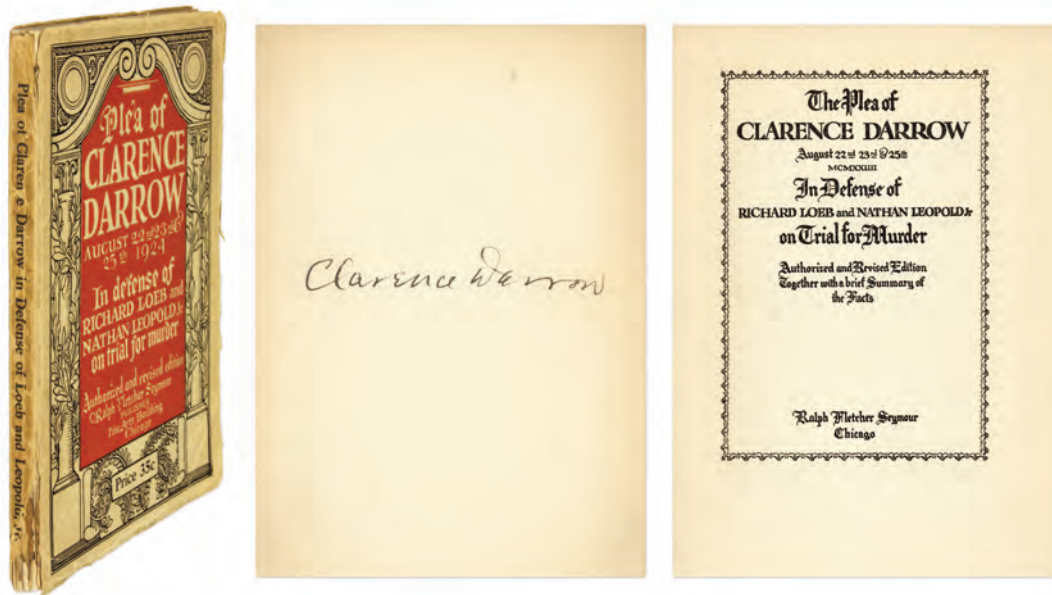 Plea of Clarence Darrow in Defense of Loeb and Leopold, Jr.
Plea of
CLARENCE
DARROW
AUGUST 22nd 23rd &
25th 1924
In defense of
RICHARD LOEB and
NATHAN LEOPOLD Jr
on trial for murder
Authorized and revised edition
Ralph Fletcher Seymour
PUBLISHER
Fine Arts Building
Chicago
Price 35c
Clarence Darrow
The Plea of
CLARENCE DARROW
August 22nd 23rd & 25th
MCMXXIIII
In Defense of
RICHARD LOEB and NATHAN LEOPOLD Jr
on Trial for Murder
Authorized and Revised Edition
Together with a brief Summary of
the Facts
Ralph Fletcher Seymour
Chicago